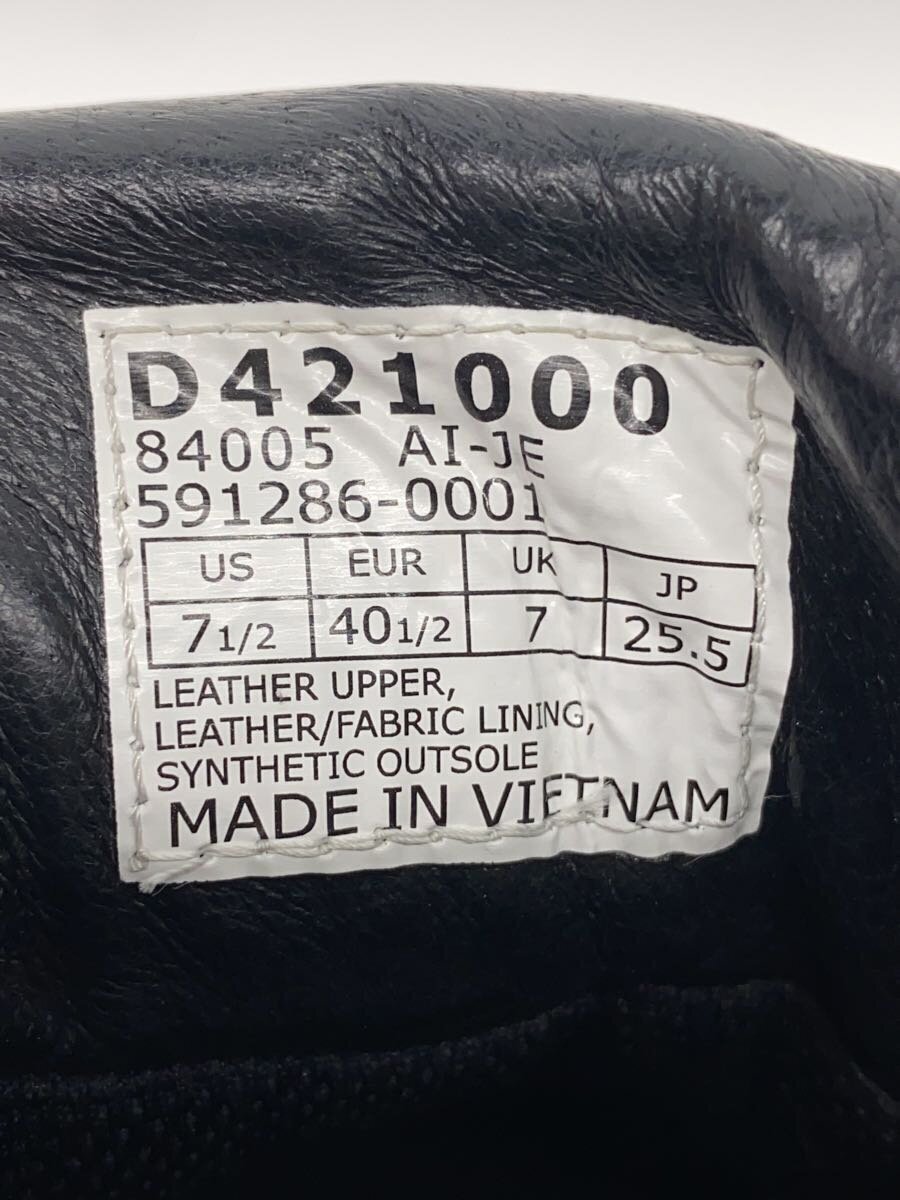 D421000
84005 AI-JE
591286-0001
US EUR UK JP
7 1/2 40 1/2 7 25.5
LEATHER UPPER,
LEATHER/FABRIC LINING,
SYNTHETIC OUTSOLE
MADE IN VIETNAM